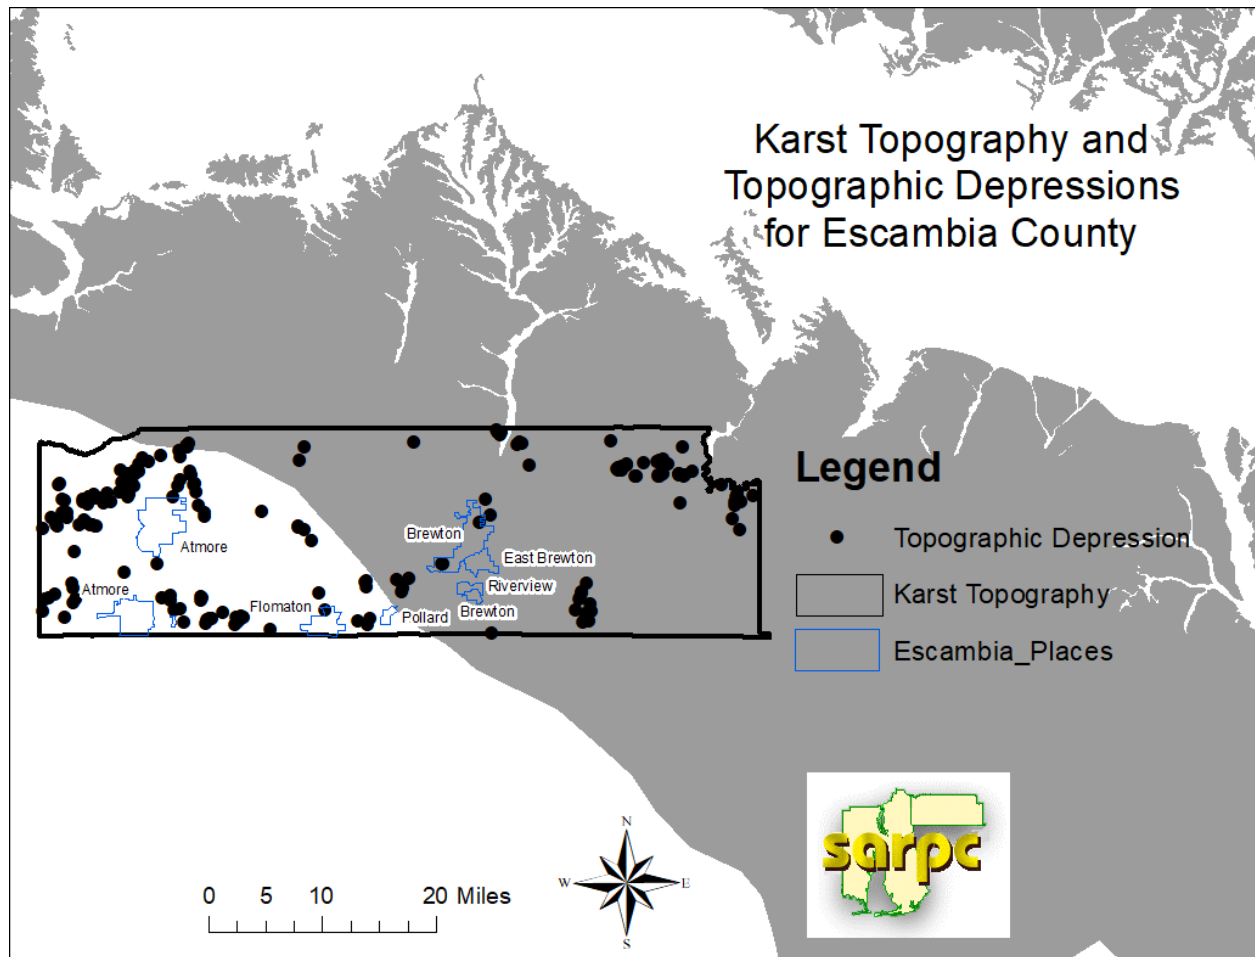 Karst Topography and
Topographic Depressions
for Escambia County
Brewton
Atmore
East Brewton
Riverview
Atmore
Flomaton
Pollard
Brewton
Legend
Topographic Depression
Karst Topography
Escambia_Places
sarpc
N
W
E
S
0 5 10 20 Miles